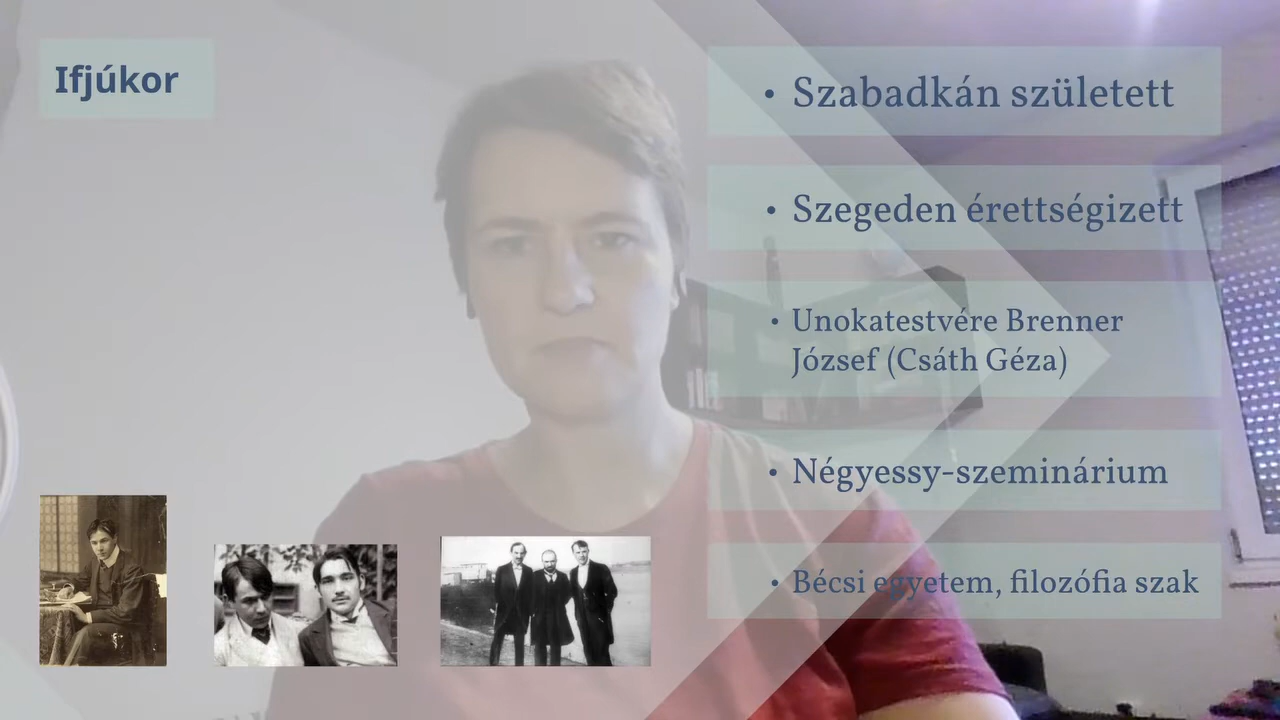 Ifjúkor
• Szabadkán született
• Szegeden érettségizett
• Unokatestvére Brenner
József (Csáth Géza)
• Négyessy-szeminárium
• Bécsi egyetem, filozófia szak